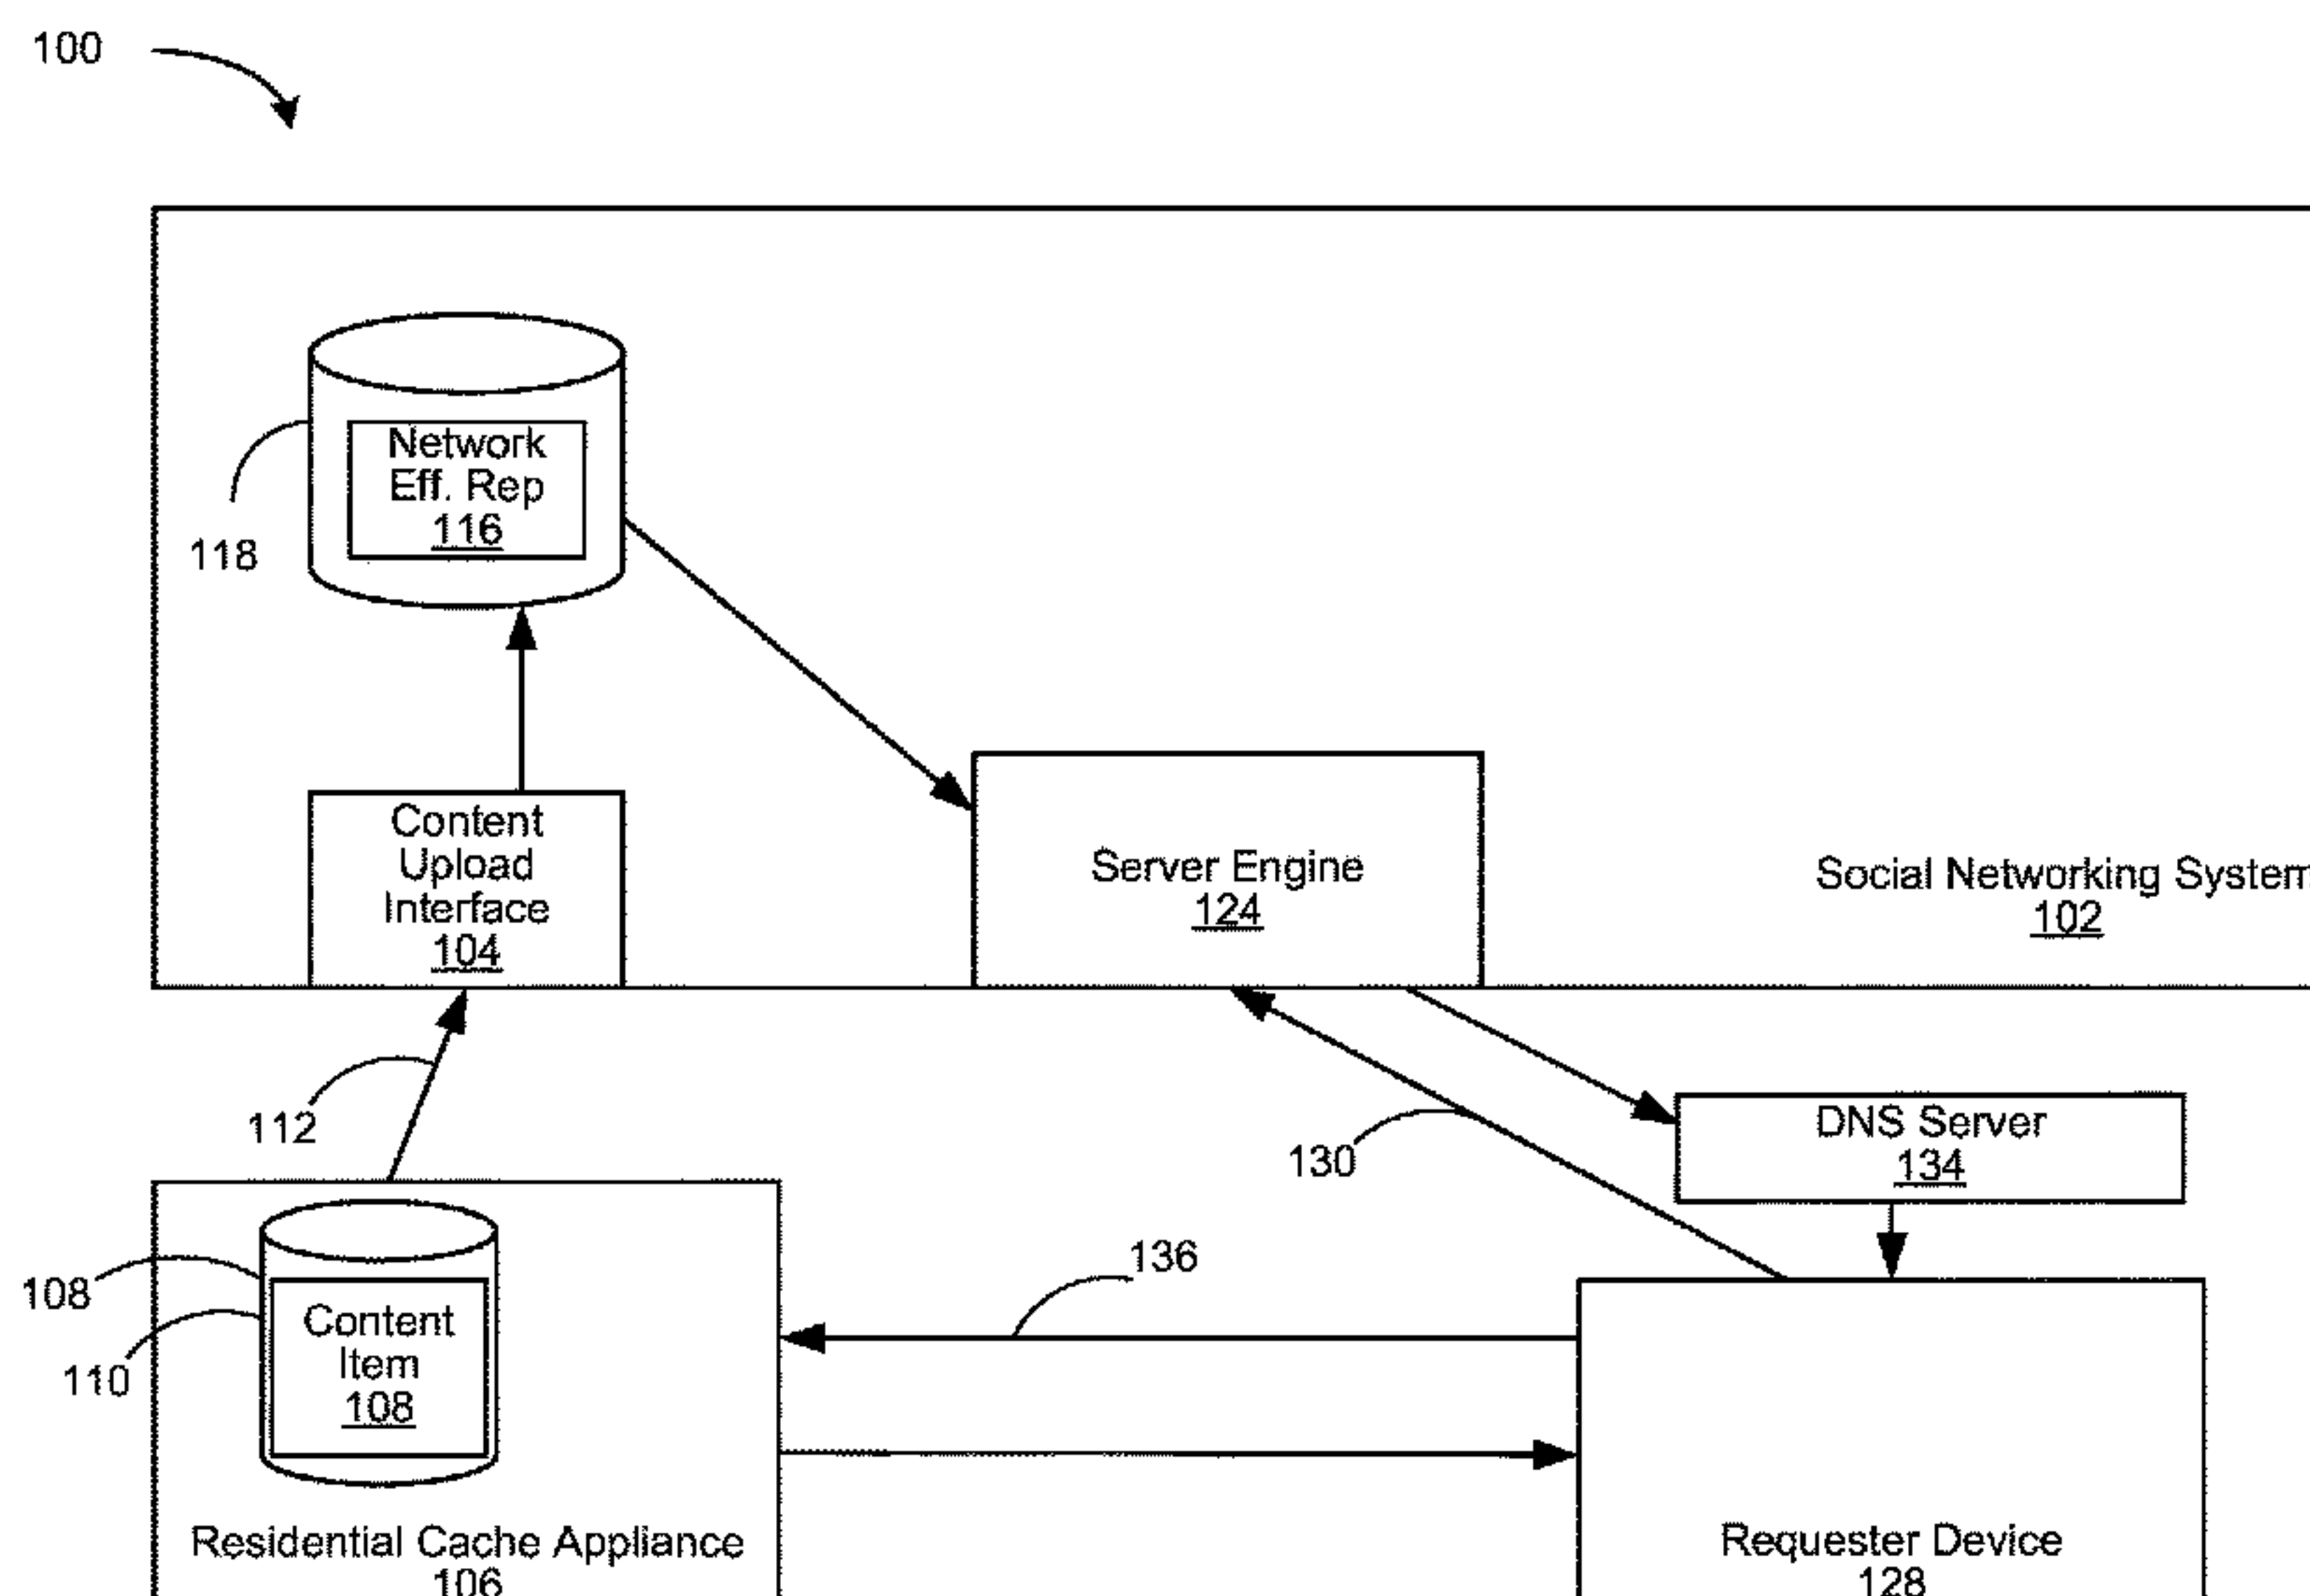 100
Network
Eff. Rep
116
118
Content
Upload
Interface
104
Server Engine
124
Social Networking System
102
112
130
DNS Server
134
136
108
110
Content
Item
108
Residential Cache Appliance
106
Requester Device
128